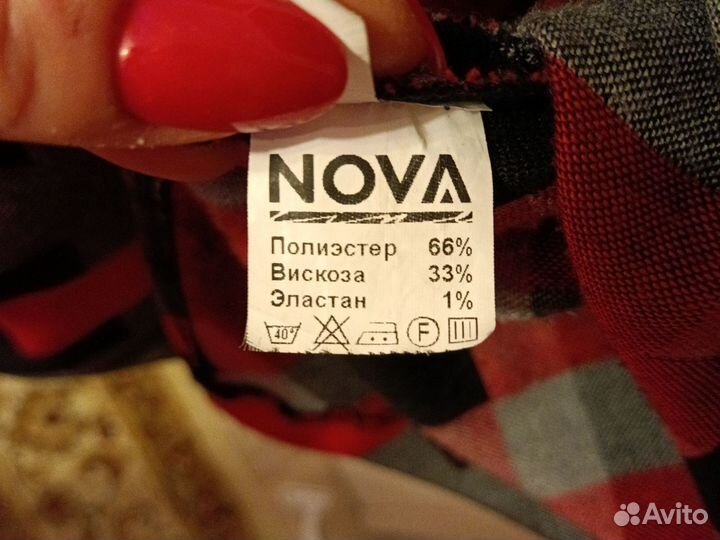 NOVA
Полиэстер 66%
Вискоза 33%
Эластан 1%
40° F
Avito